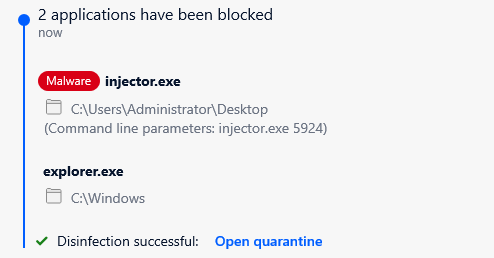 2 applications have been blocked
now
Malware injector.exe
C:\Users\Administrator\Desktop
(Command line parameters: injector.exe 5924)
explorer.exe
C:\Windows
Disinfection successful: Open quarantine